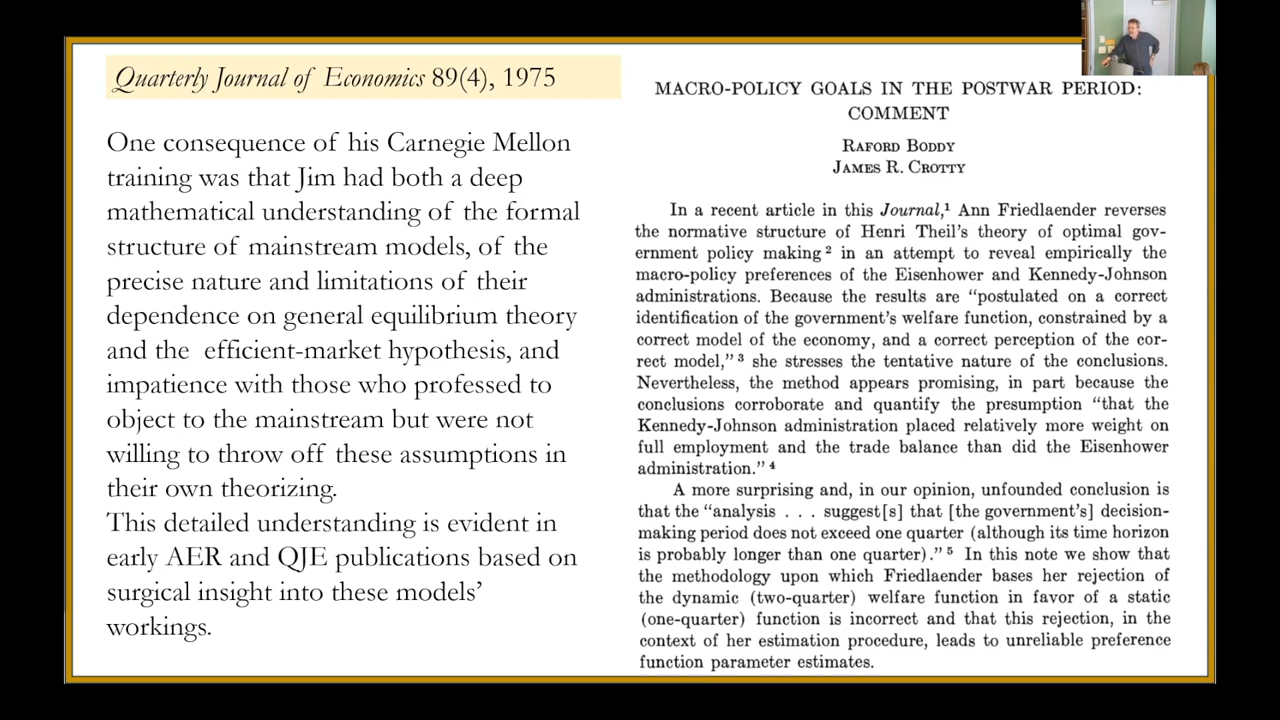 Quarterly Journal of Economics 89(4), 1975
One consequence of his Carnegie Mellon
training was that Jim had both a deep
mathematical understanding of the formal
structure of mainstream models, of the
precise nature and limitations of their
dependence on general equilibrium theory
and the efficient-market hypothesis, and
impatience with those who professed to
object to the mainstream but were not
willing to throw off these assumptions in
their own theorizing.
This detailed understanding is evident in
early AER and QJE publications based on
surgical insight into these models’
workings.
MACRO-POLICY GOALS IN THE POSTWAR PERIOD:
COMMENT
RAFORD BODDY
JAMES R. CROTTY
In a recent article in this Journal,¹ Ann Friedlaender reverses
the normative structure of Henri Theil’s theory of optimal gov-
ernment policy making ² in an attempt to reveal empirically the
macro-policy preferences of the Eisenhower and Kennedy-Johnson
administrations. Because the results are “postulated on a correct
identification of the government’s welfare function, constrained by a
correct model of the economy, and a correct perception of the cor-
rect model,” ³ she stresses the tentative nature of the conclusions.
Nevertheless, the method appears promising, in part because the
conclusions corroborate and quantify the presumption “that the
Kennedy-Johnson administration placed relatively more weight on
full employment and the trade balance than did the Eisenhower
administration.” ⁴
A more surprising and, in our opinion, unfounded conclusion is
that the “analysis . . . suggest[s] that [the government’s] decision-
making period does not exceed one quarter (although its time horizon
is probably longer than one quarter).” ⁵ In this note we show that
the methodology upon which Friedlaender bases her rejection of
the dynamic (two-quarter) welfare function in favor of a static
(one-quarter) function is incorrect and that this rejection, in the
context of her estimation procedure, leads to unreliable preference
function parameter estimates.